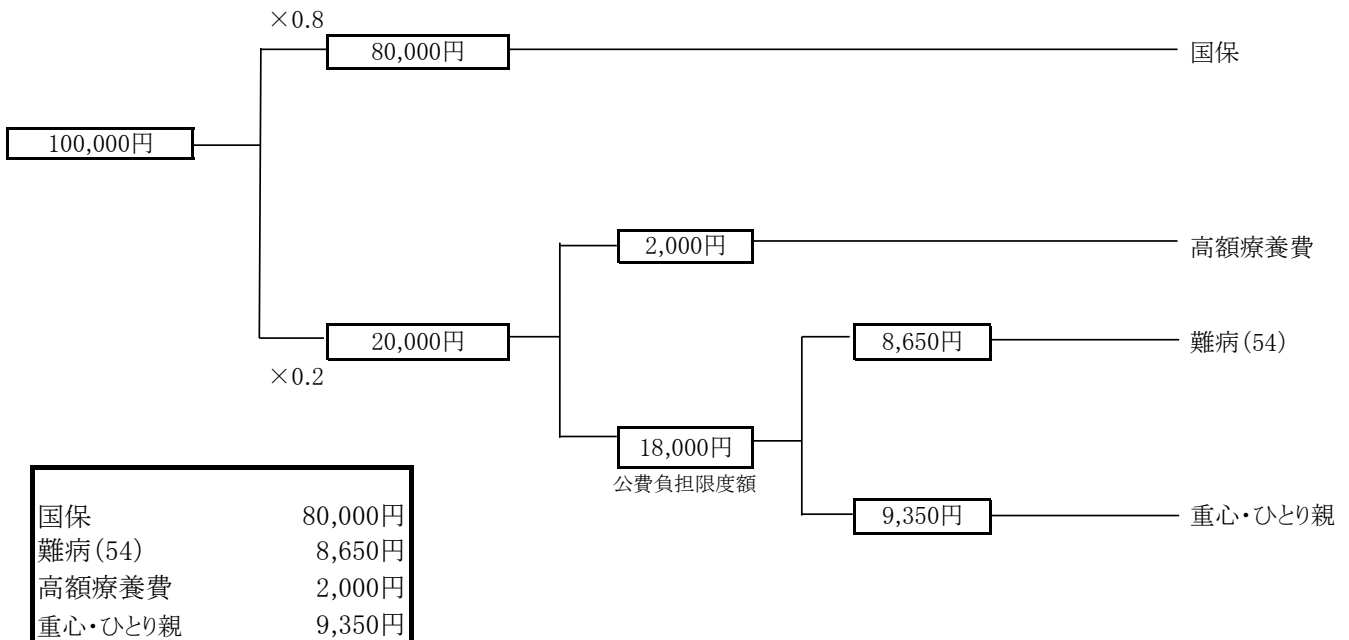 ×0.8
80,000円
国保
100,000円
2,000円
高額療養費
20,000円
8,650円
難病(54)
×0.2
18,000円
公費負担限度額
9,350円
重心・ひとり親
国保 80,000円
難病(54) 8,650円
高額療養費 2,000円
重心・ひとり親 9,350円